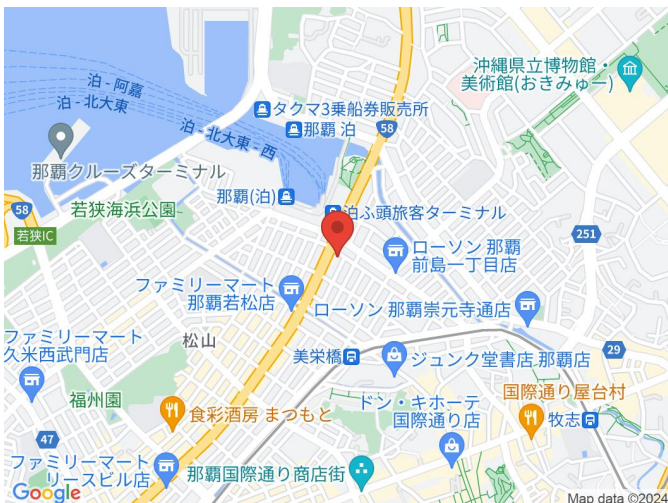 沖縄県立博物館・
美術館(おきみゅー)
タクマ3乗船券販売所
泊 - 阿嘉
泊 - 北大東
那覇 泊
58
泊 - 北大東 - 西
那覇クルーズターミナル
那覇(泊)
58
若狭海浜公園
泊ふ頭旅客ターミナル
若狭IC
251
ローソン 那覇
前島一丁目店
ファミリーマート
那覇若松店
ローソン 那覇崇元寺通店
ファミリーマート
久米西武門店
松山
美栄橋
ジュンク堂書店 那覇店
29
福州園
ドン・キホーテ
国際通り店
国際通り屋台村
食彩酒房 まつもと
牧志
47
ファミリーマート
リースビル店
那覇国際通り商店街
Google
Map data ©2024